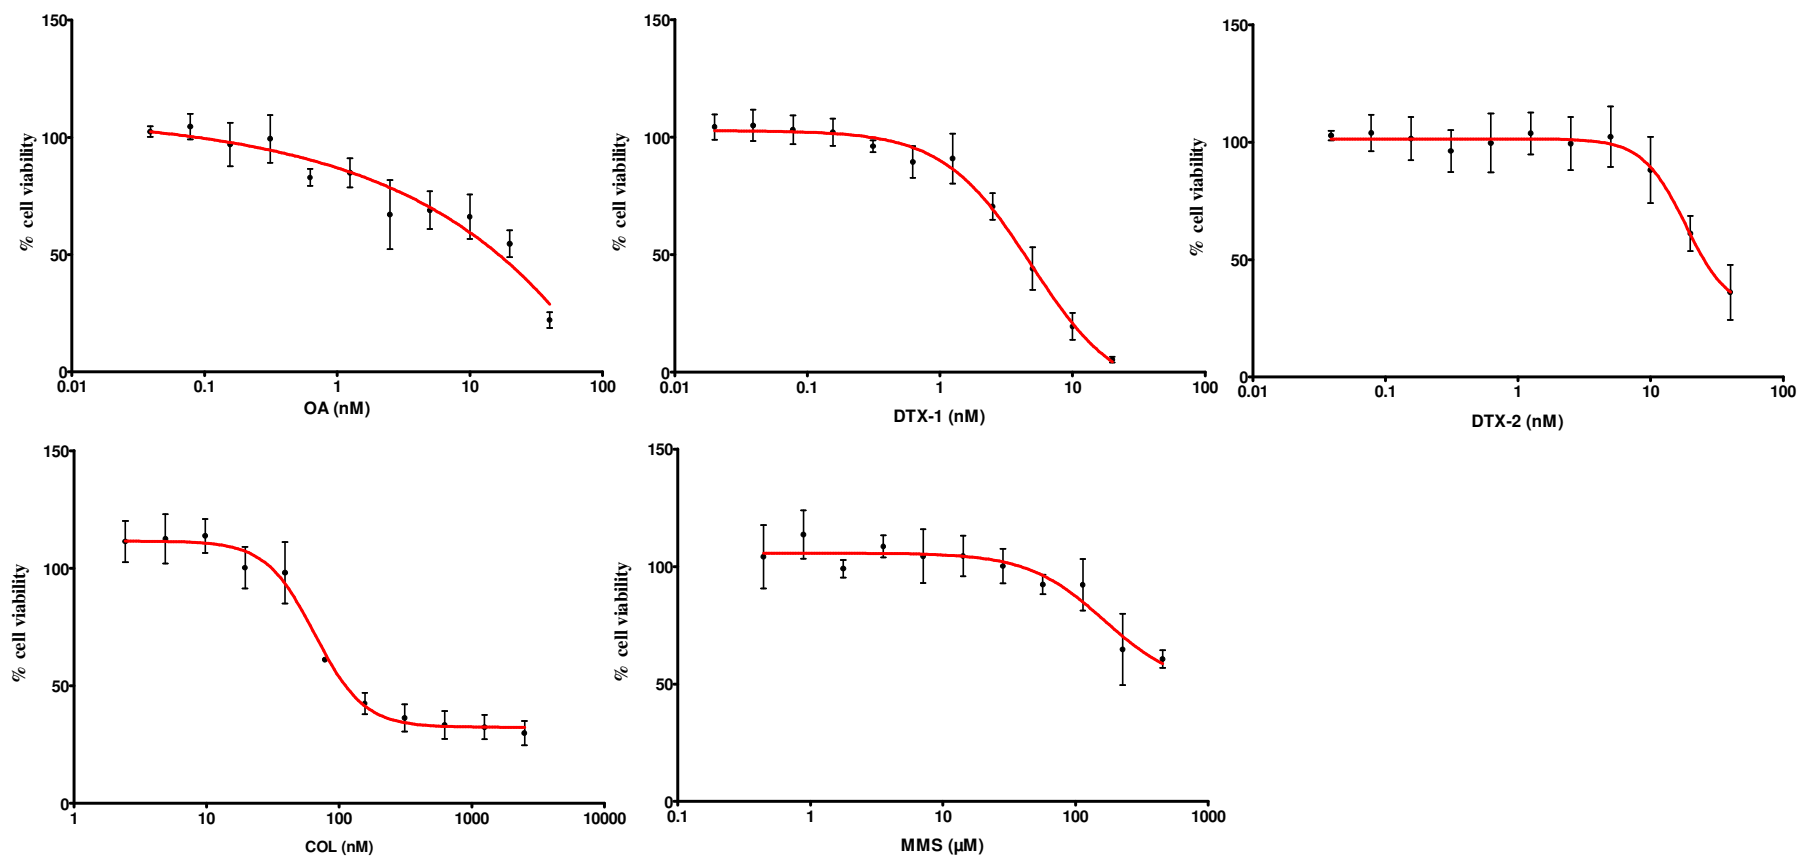 150
100
50
0
% cell viability
0.01 0.1 1 10 100
OA (nM)
150
100
50
0
% cell viability
0.01 0.1 1 10 100
DTX-1 (nM)
150
100
50
0
% cell viability
0.01 0.1 1 10 100
DTX-2 (nM)
150
100
50
0
% cell viability
1 10 100 1000 10000
COL (nM)
150
100
50
0
% cell viability
0.1 1 10 100 1000
MMS (µM)